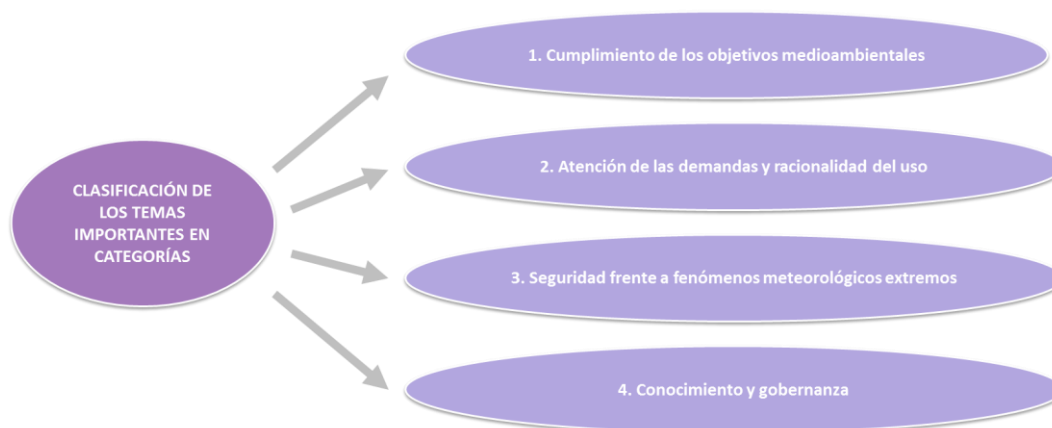 CLASIFICACIÓN DE
LOS TEMAS
IMPORTANTES EN
CATEGORÍAS
1. Cumplimiento de los objetivos medioambientales
2. Atención de las demandas y racionalidad del uso
3. Seguridad frente a fenómenos meteorológicos extremos
4. Conocimiento y gobernanza